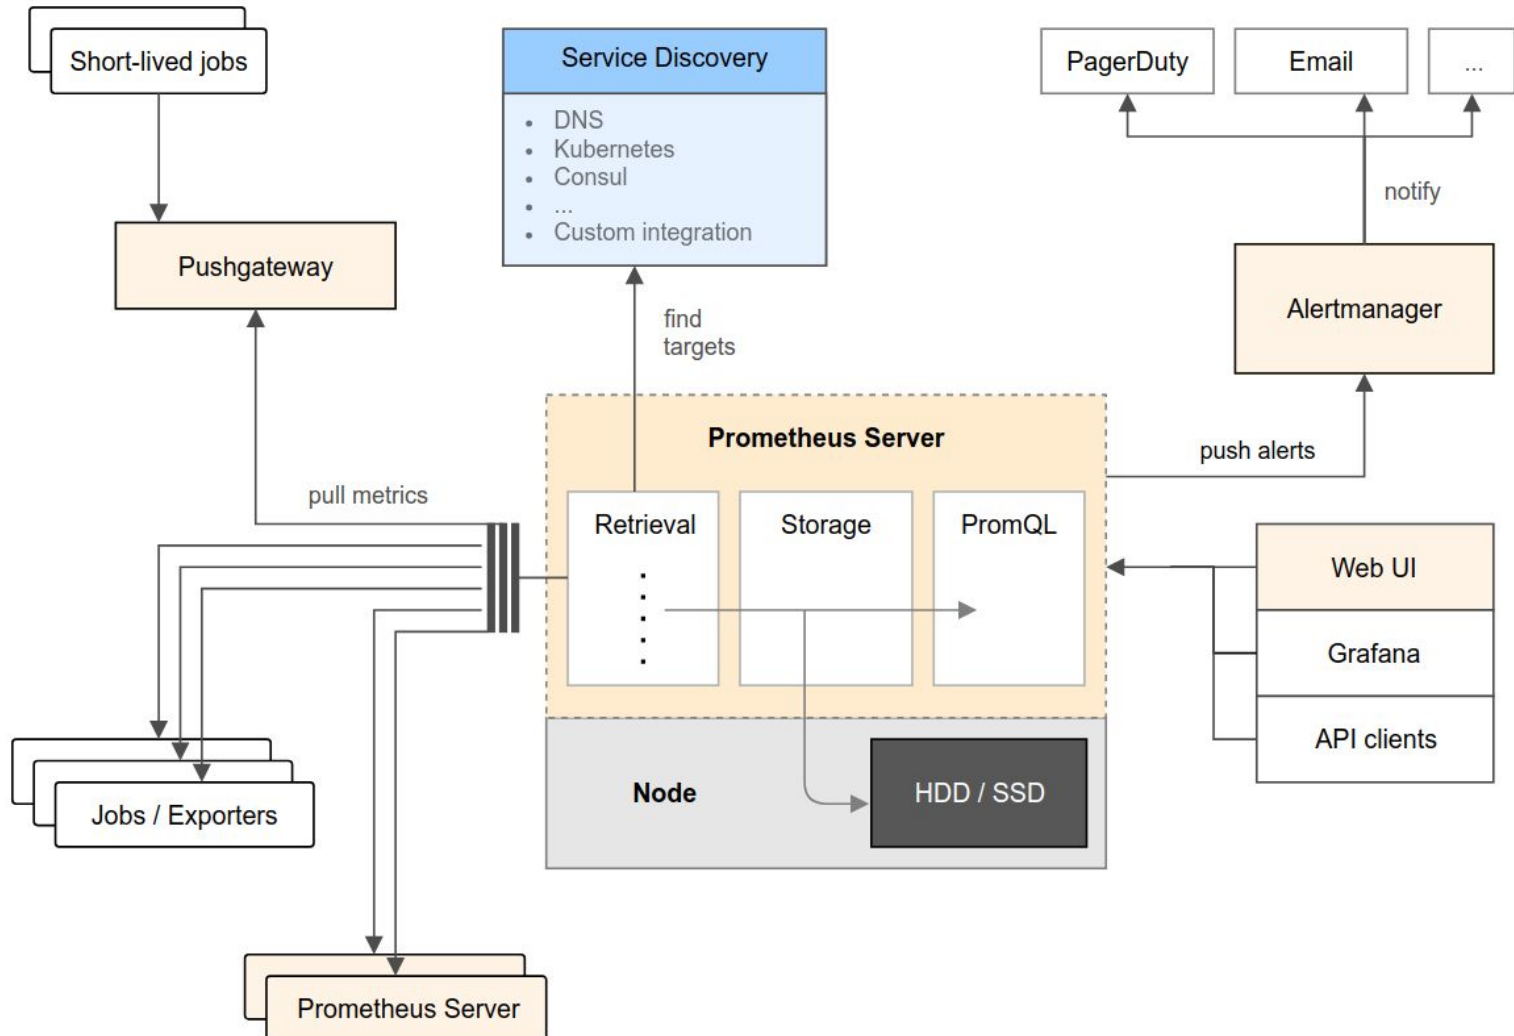 Short-lived jobs
Service Discovery
PagerDuty
Email
...
• DNS
• Kubernetes
• Consul
• ...
• Custom integration
notify
Pushgateway
Alertmanager
find
targets
Prometheus Server
push alerts
pull metrics
Retrieval
Storage
PromQL
Web UI
Grafana
API clients
Node
HDD / SSD
Jobs / Exporters
Prometheus Server